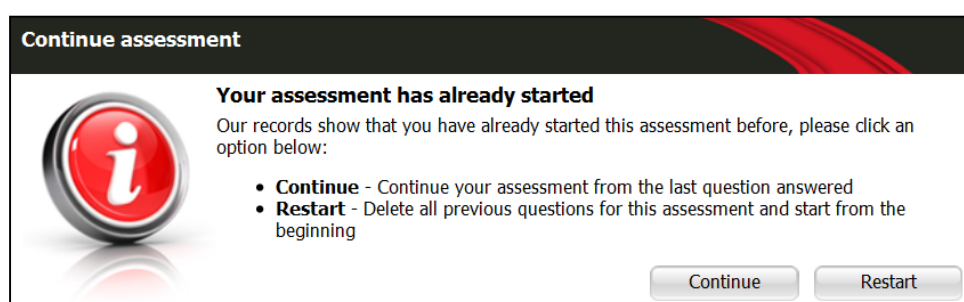 Continue assessment
Your assessment has already started
Our records show that you have already started this assessment before, please click an
option below:
• Continue - Continue your assessment from the last question answered
• Restart - Delete all previous questions for this assessment and start from the
beginning
Continue Restart